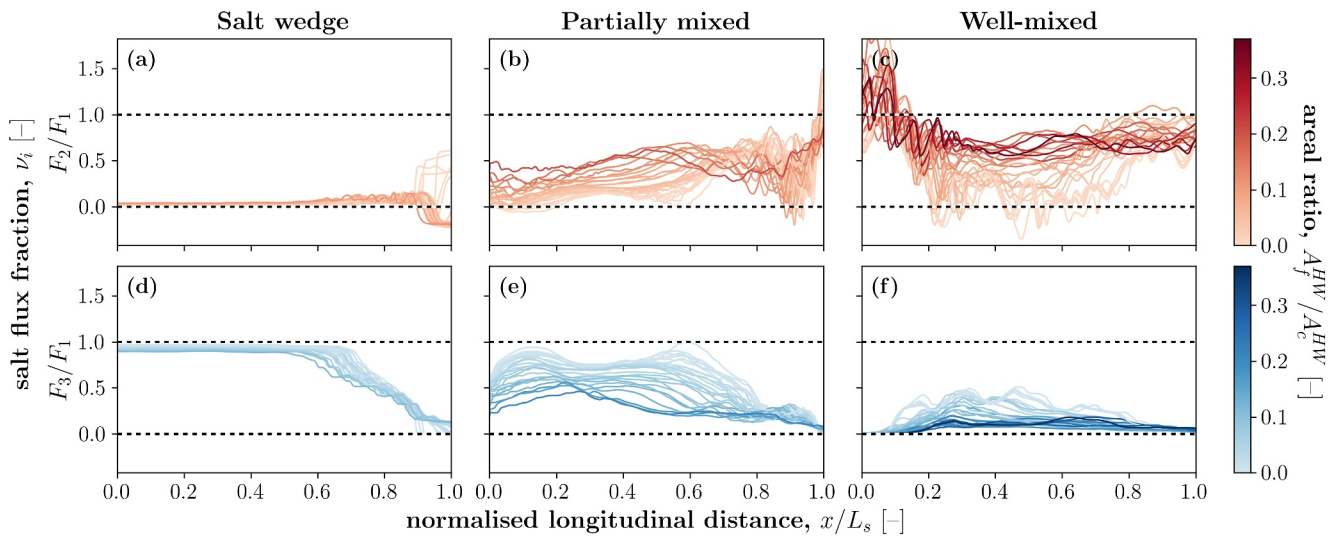 Salt wedge
Partially mixed
Well-mixed
(a)
(b)
(c)
1.5
1.0
0.5
0.0
F_2/F_1
0.3
0.2
0.1
0.0
(d)
(e)
(f)
1.5
1.0
0.5
0.0
F_3/F_1
0.3
0.2
0.1
0.0
salt flux fraction, ν_i [–]
areal ratio, A_f^{HW}/A_c^{HW} [–]
0.0 0.2 0.4 0.6 0.8 1.0
0.0 0.2 0.4 0.6 0.8 1.0
0.0 0.2 0.4 0.6 0.8 1.0
normalised longitudinal distance, x/L_s [–]